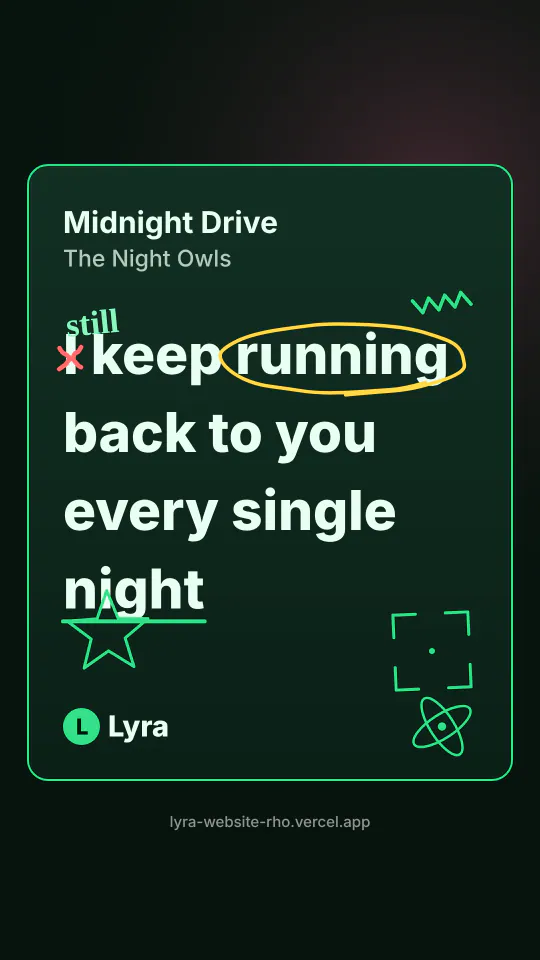 Midnight Drive
The Night Owls
still
I keep running
back to you
every single
night
L Lyra
lyra-website-rho.vercel.app